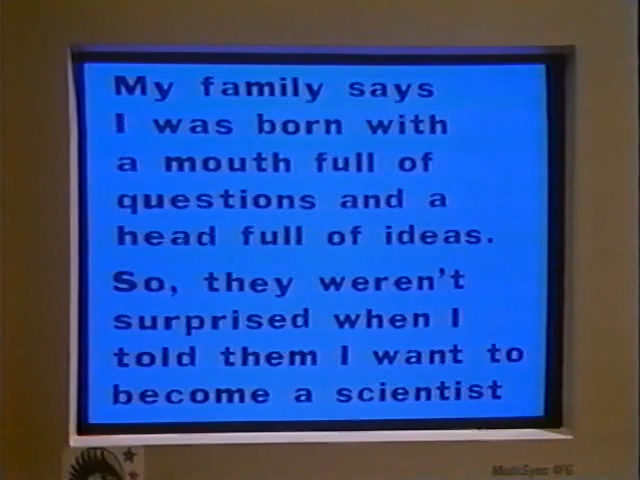 My family says
I was born with
a mouth full of
questions and a
head full of ideas.
So, they weren't
surprised when I
told them I want to
become a scientist
MultiSync